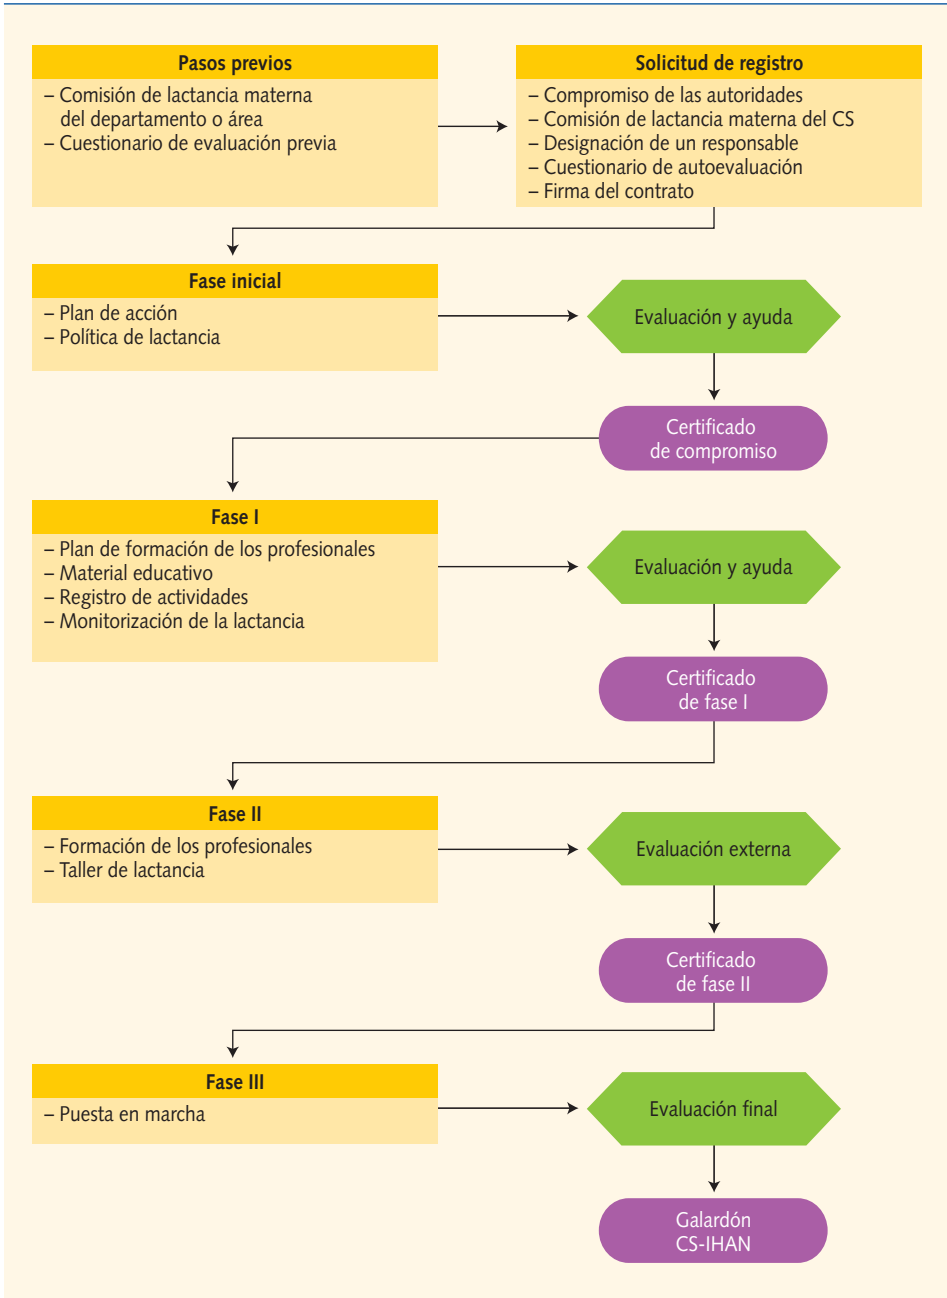 Pasos previos
– Comisión de lactancia materna
del departamento o área
– Cuestionario de evaluación previa
Solicitud de registro
– Compromiso de las autoridades
– Comisión de lactancia materna del CS
– Designación de un responsable
– Cuestionario de autoevaluación
– Firma del contrato
Fase inicial
– Plan de acción
– Política de lactancia
Evaluación y ayuda
Certificado
de compromiso
Fase I
– Plan de formación de los profesionales
– Material educativo
– Registro de actividades
– Monitorización de la lactancia
Evaluación y ayuda
Certificado
de fase I
Fase II
– Formación de los profesionales
– Taller de lactancia
Evaluación externa
Certificado
de fase II
Fase III
– Puesta en marcha
Evaluación final
Galardón
CS-IHAN